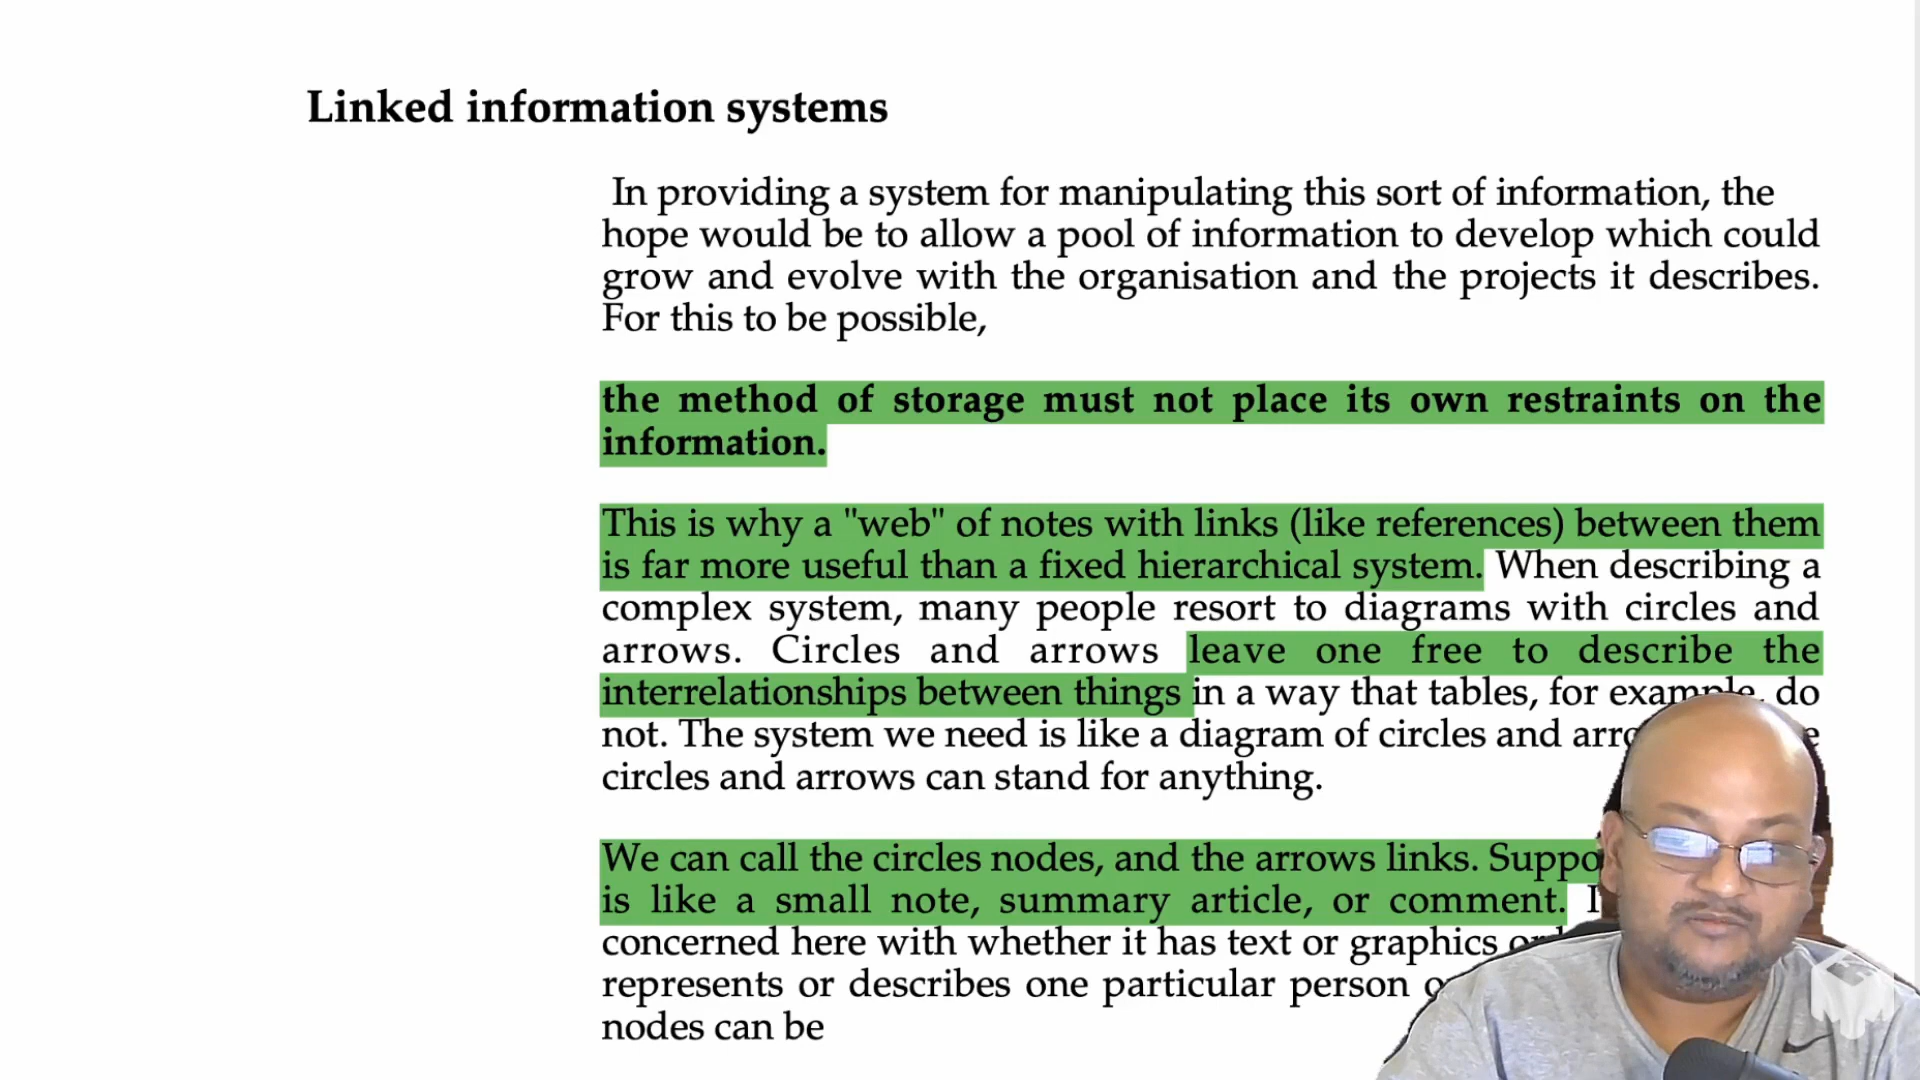 Linked information systems
In providing a system for manipulating this sort of information, the
hope would be to allow a pool of information to develop which could
grow and evolve with the organisation and the projects it describes.
For this to be possible,
the method of storage must not place its own restraints on the
information.
This is why a "web" of notes with links (like references) between them
is far more useful than a fixed hierarchical system. When describing a
complex system, many people resort to diagrams with circles and
arrows. Circles and arrows leave one free to describe the
interrelationships between things in a way that tables, for example, do
not. The system we need is like a diagram of circles and
circles and arrows can stand for anything.
We can call the circles nodes, and the arrows links.
is like a small note, summary article, or comment.
concerned here with whether it has text or graphics
represents or describes one particular person
nodes can be